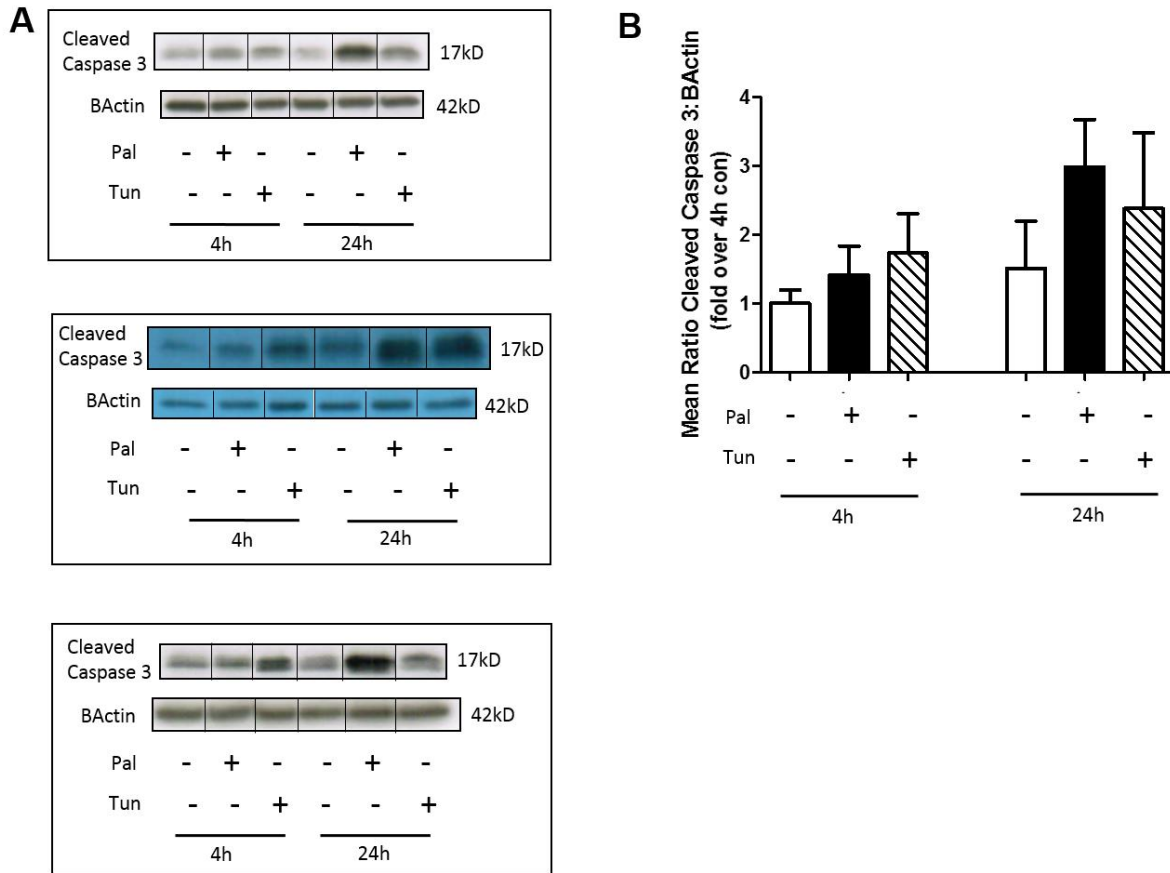 A
Cleaved
Caspase 3
17kD
BActin
42kD
Pal - + - - + -
Tun - - + - - +
4h 24h
Cleaved
Caspase 3
17kD
BActin
42kD
Pal - + - - + -
Tun - - + - - +
4h 24h
Cleaved
Caspase 3
17kD
BActin
42kD
Pal - + - - + -
Tun - - + - - +
4h 24h
B
Mean Ratio Cleaved Caspase 3:BActin
(fold over 4h con)
4
3
2
1
0
Pal - + - - + -
Tun - - + - - +
4h 24h